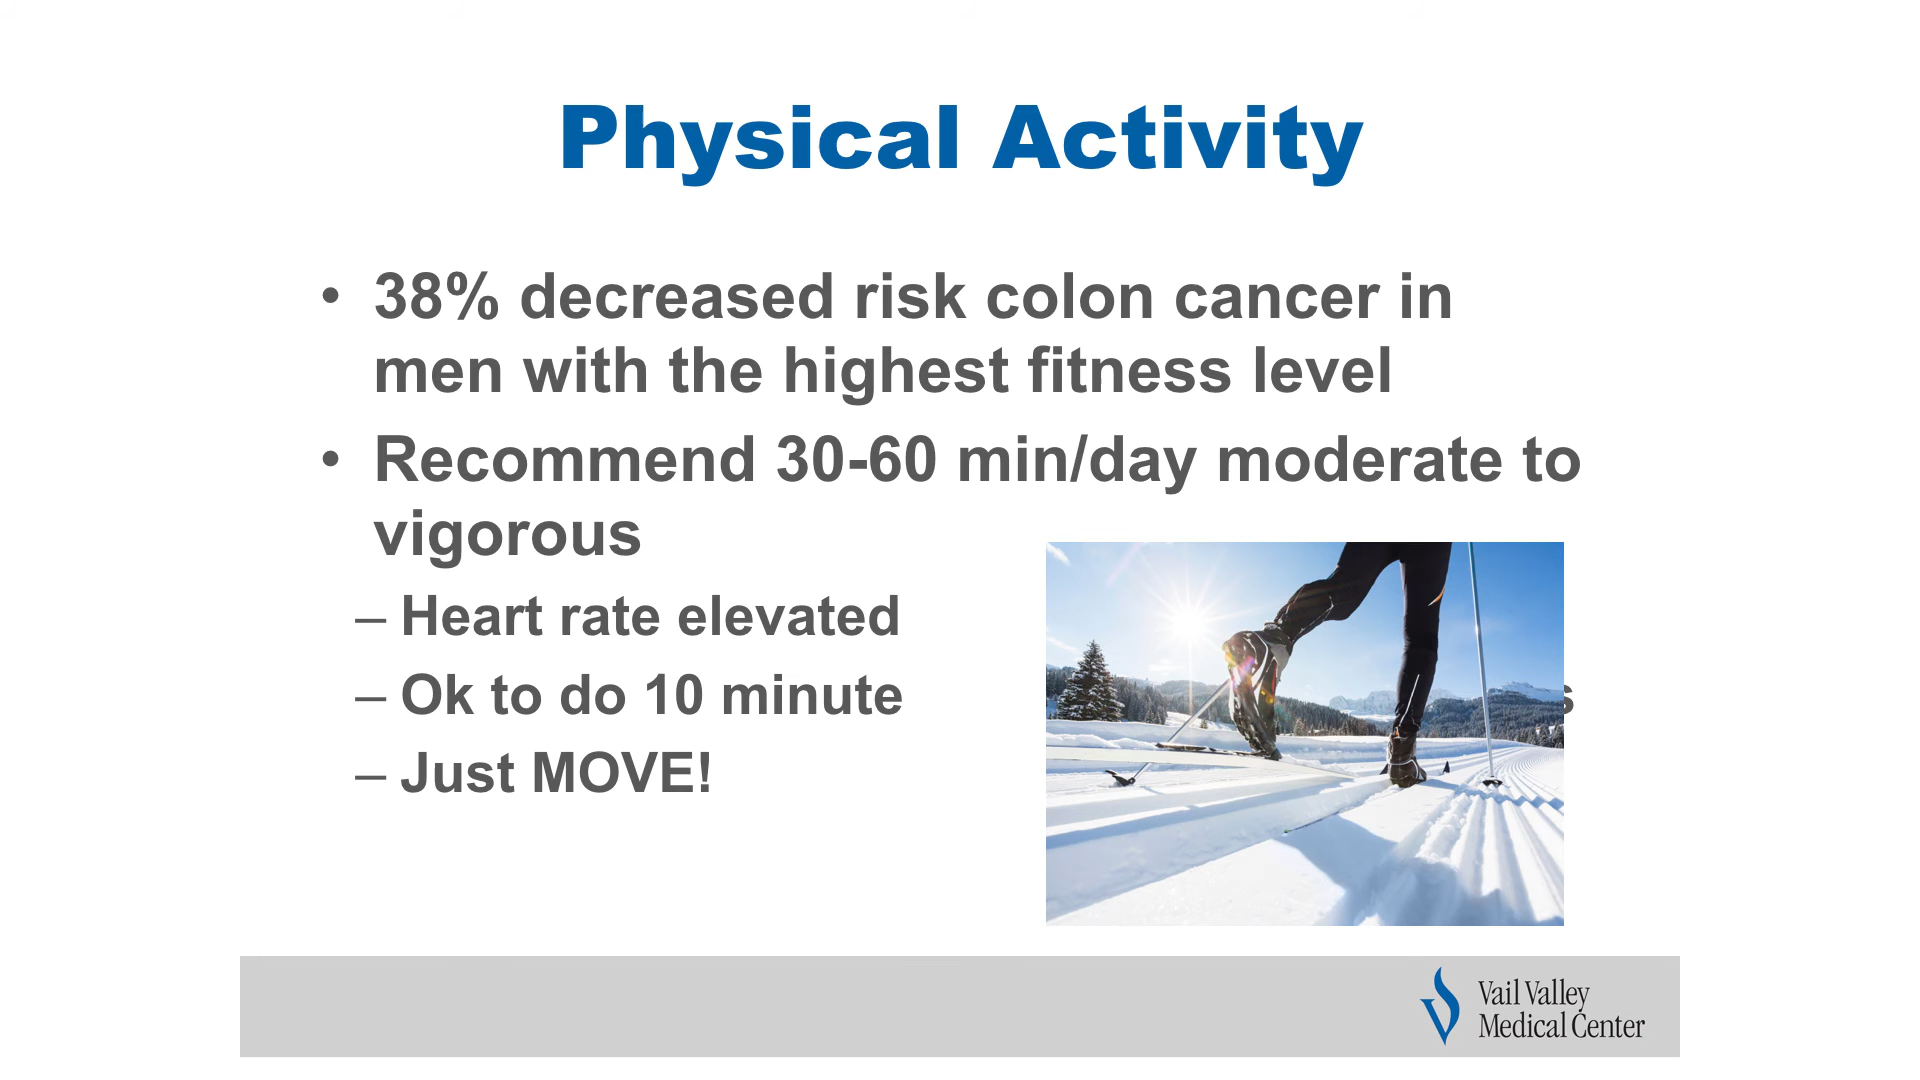 Physical Activity
• 38% decreased risk colon cancer in
men with the highest fitness level
• Recommend 30-60 min/day moderate to
vigorous
– Heart rate elevated
– Ok to do 10 minute
– Just MOVE!
Vail Valley
Medical Center